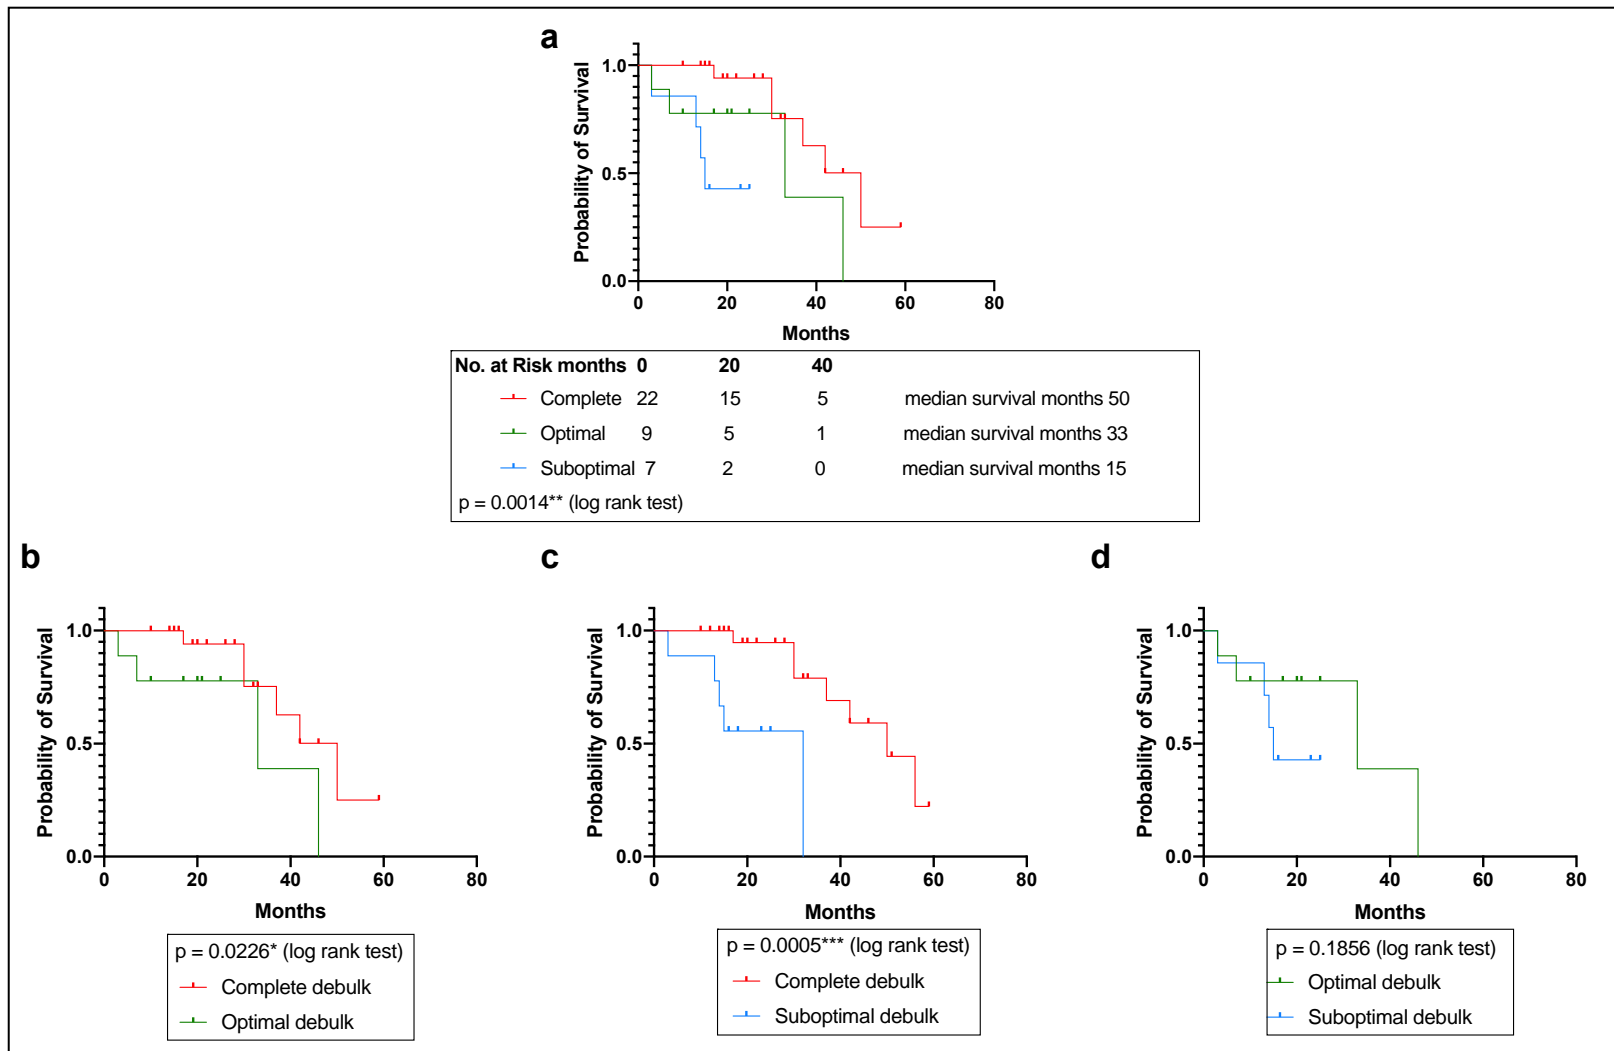 a
Probability of Survival
1.0
0.5
0.0
0 20 40 60 80
Months
No. at Risk months 0 20 40
Complete 22 15 5 median survival months 50
Optimal 9 5 1 median survival months 33
Suboptimal 7 2 0 median survival months 15
p = 0.0014** (log rank test)
b
Probability of Survival
1.0
0.5
0.0
0 20 40 60 80
Months
p = 0.0226* (log rank test)
Complete debulk
Optimal debulk
c
Probability of Survival
1.0
0.5
0.0
0 20 40 60 80
Months
p = 0.0005*** (log rank test)
Complete debulk
Suboptimal debulk
d
Probability of Survival
1.0
0.5
0.0
0 20 40 60 80
Months
p = 0.1856 (log rank test)
Optimal debulk
Suboptimal debulk